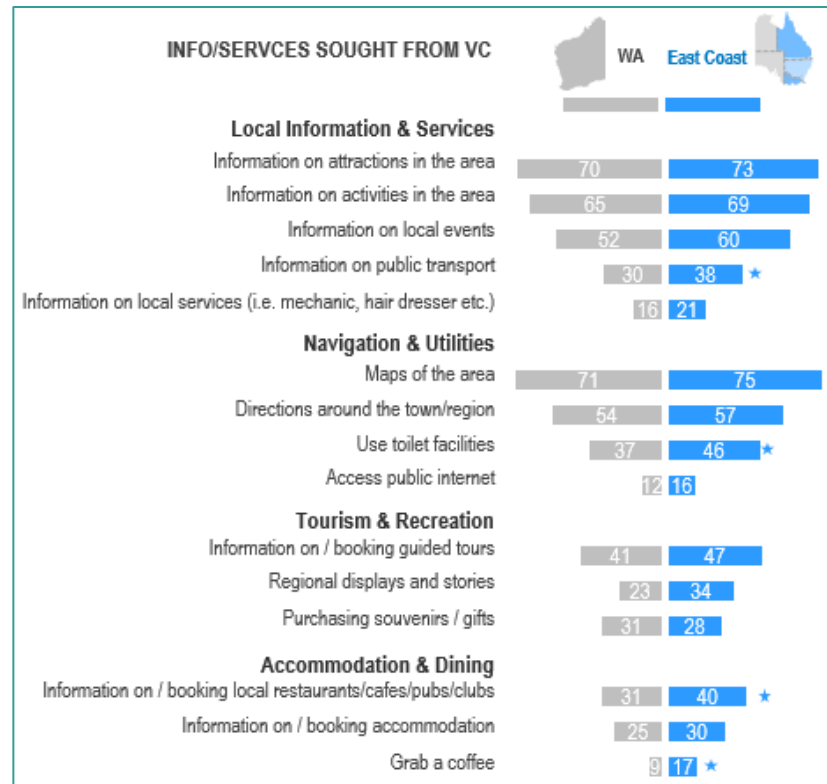 INFO/SERVCES SOUGHT FROM VC WA East Coast
Local Information & Services
Information on attractions in the area 70 73
Information on activities in the area 65 69
Information on local events 52 60
Information on public transport 30 38 ★
Information on local services (i.e. mechanic, hair dresser etc.) 16 21
Navigation & Utilities
Maps of the area 71 75
Directions around the town/region 54 57
Use toilet facilities 37 46 ★
Access public internet 12 16
Tourism & Recreation
Information on / booking guided tours 41 47
Regional displays and stories 23 34
Purchasing souvenirs / gifts 31 28
Accommodation & Dining
Information on / booking local restaurants/cafes/pubs/clubs 31 40 ★
Information on / booking accommodation 25 30
Grab a coffee 9 17 ★